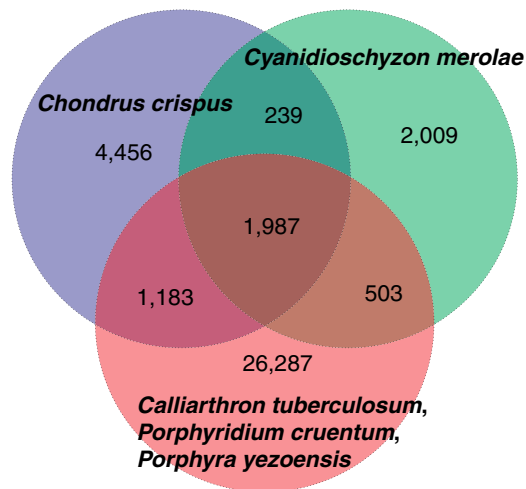 Cyanidioschyzon merolae
Chondrus crispus
239
4,456
2,009
1,987
1,183
503
26,287
Calliarthron tuberculosum,
Porphyridium cruentum,
Porphyra yezoensis